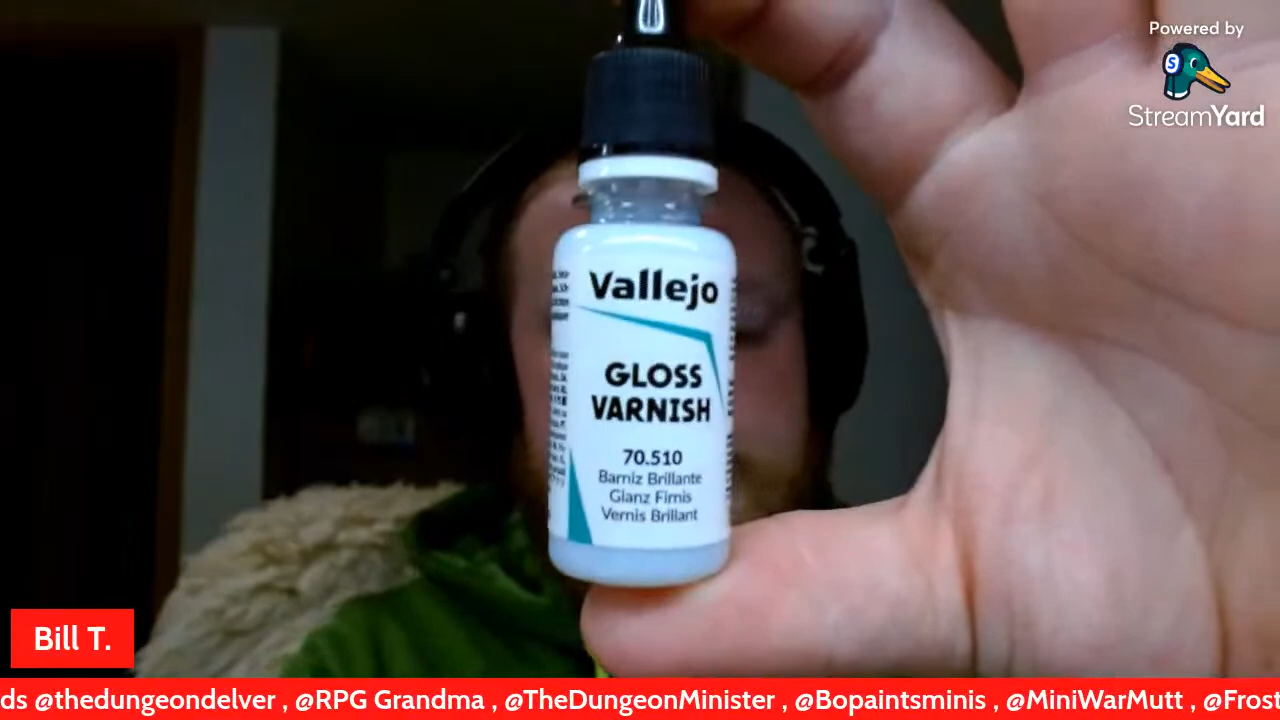 Powered by
S
StreamYard
Vallejo
GLOSS
VARNISH
70.510
Barniz Brillante
Glanz Firnis
Vernis Brillant
Bill T.
ds @thedungeondelver , @RPG Grandma , @TheDungeonMinister , @Bopaintsminis , @MiniWarMutt , @Frost